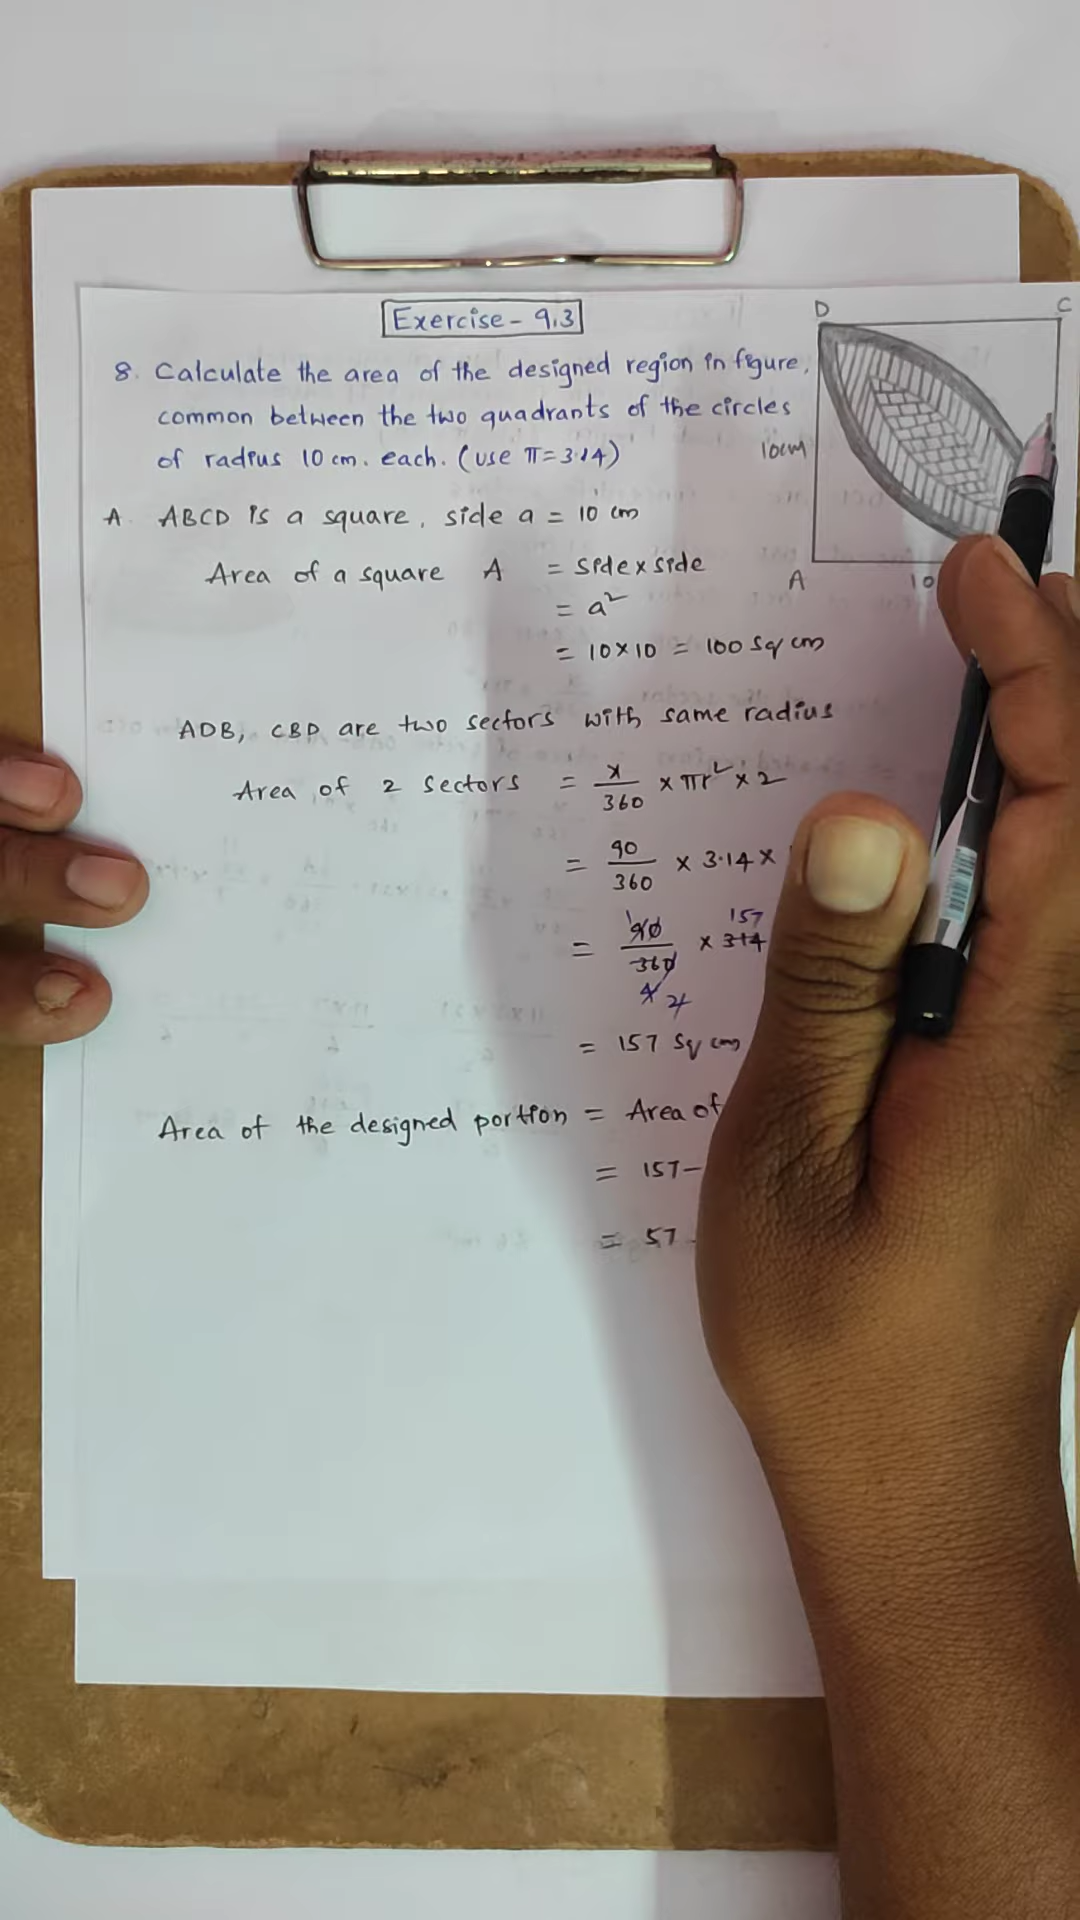 Exercise - 9.3
D
C
8. Calculate the area of the designed region in figure,
common between the two quadrants of the circles
of radius 10 cm. each. (use π = 3.14)
10cm
A. ABCD is a square, side a = 10 cm
Area of a square A = side x side
A
10
= a²
= 10×10 = 100 Sq cm
ADB, CBD are two sectors with same radius
Area of 2 sectors = x/360 × πr² × 2
= 90/360 × 3.14 ×
= 90/360 × 314
1
157
4 2
= 157 Sq cm
Area of the designed portion = Area of
= 157 -
= 57